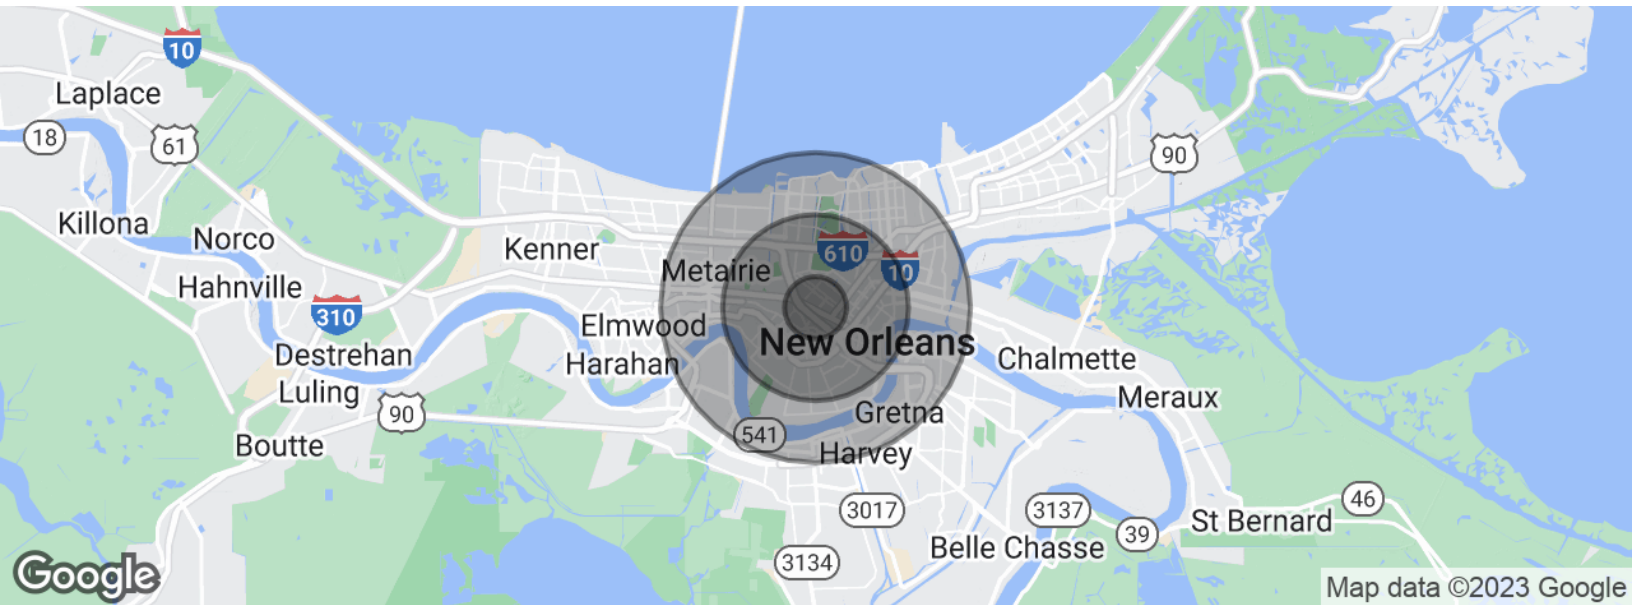 10
Laplace
18
61
90
Killona
Norco
Kenner
610
Metairie
10
Hahnville
310
Elmwood
New Orleans
Destrehan
Harahan
Chalmette
Luling
Meraux
90
Gretna
541
Boutte
Harvey
46
3017
3137
St Bernard
39
Belle Chasse
3134
Google
Map data ©2023 Google